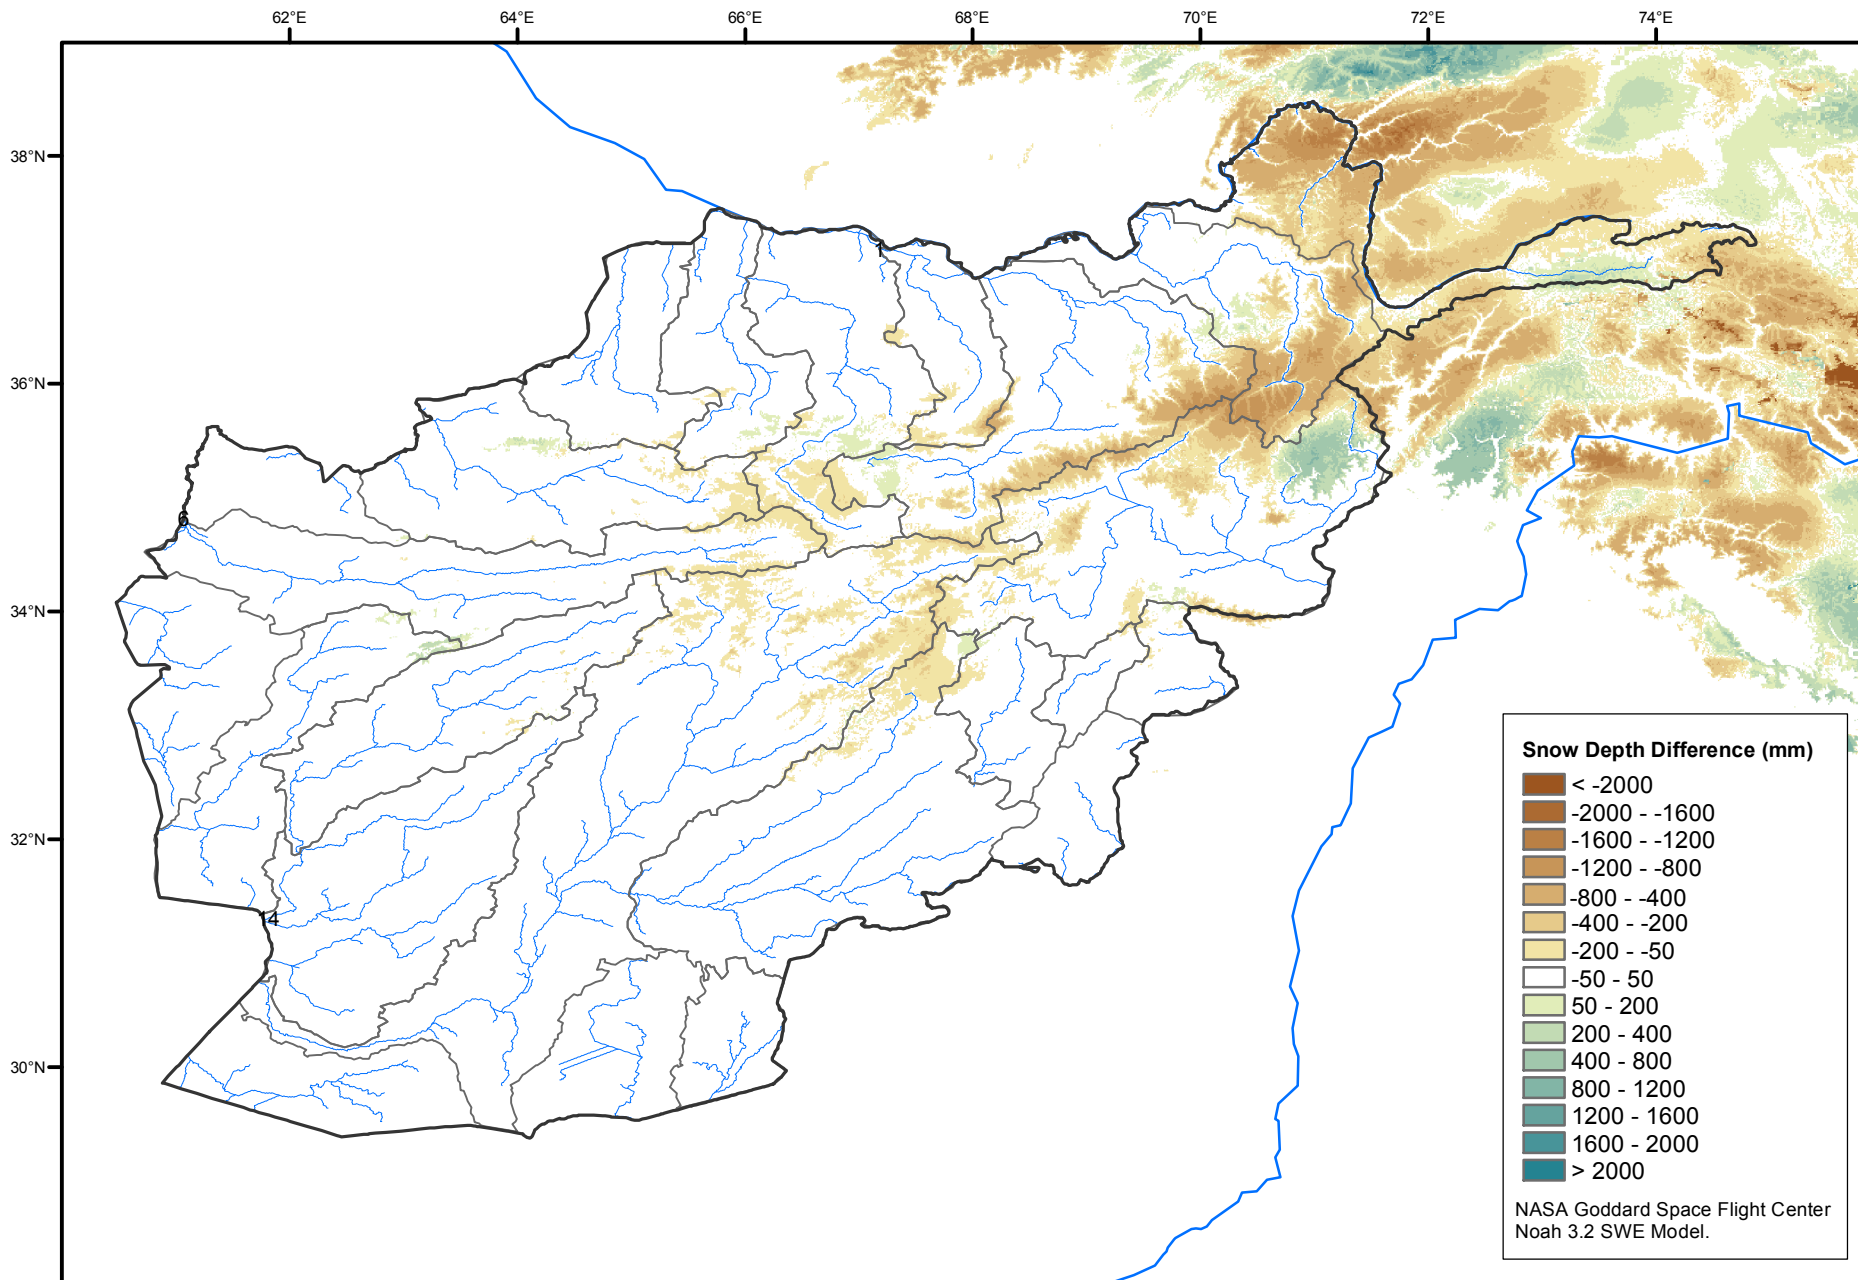 62°E 64°E 66°E 68°E 70°E 72°E 74°E
38°N
1
36°N
6
34°N
32°N
14
30°N
Snow Depth Difference (mm)
< -2000
-2000 - -1600
-1600 - -1200
-1200 - -800
-800 - -400
-400 - -200
-200 - -50
-50 - 50
50 - 200
200 - 400
400 - 800
800 - 1200
1200 - 1600
1600 - 2000
> 2000
NASA Goddard Space Flight Center
Noah 3.2 SWE Model.